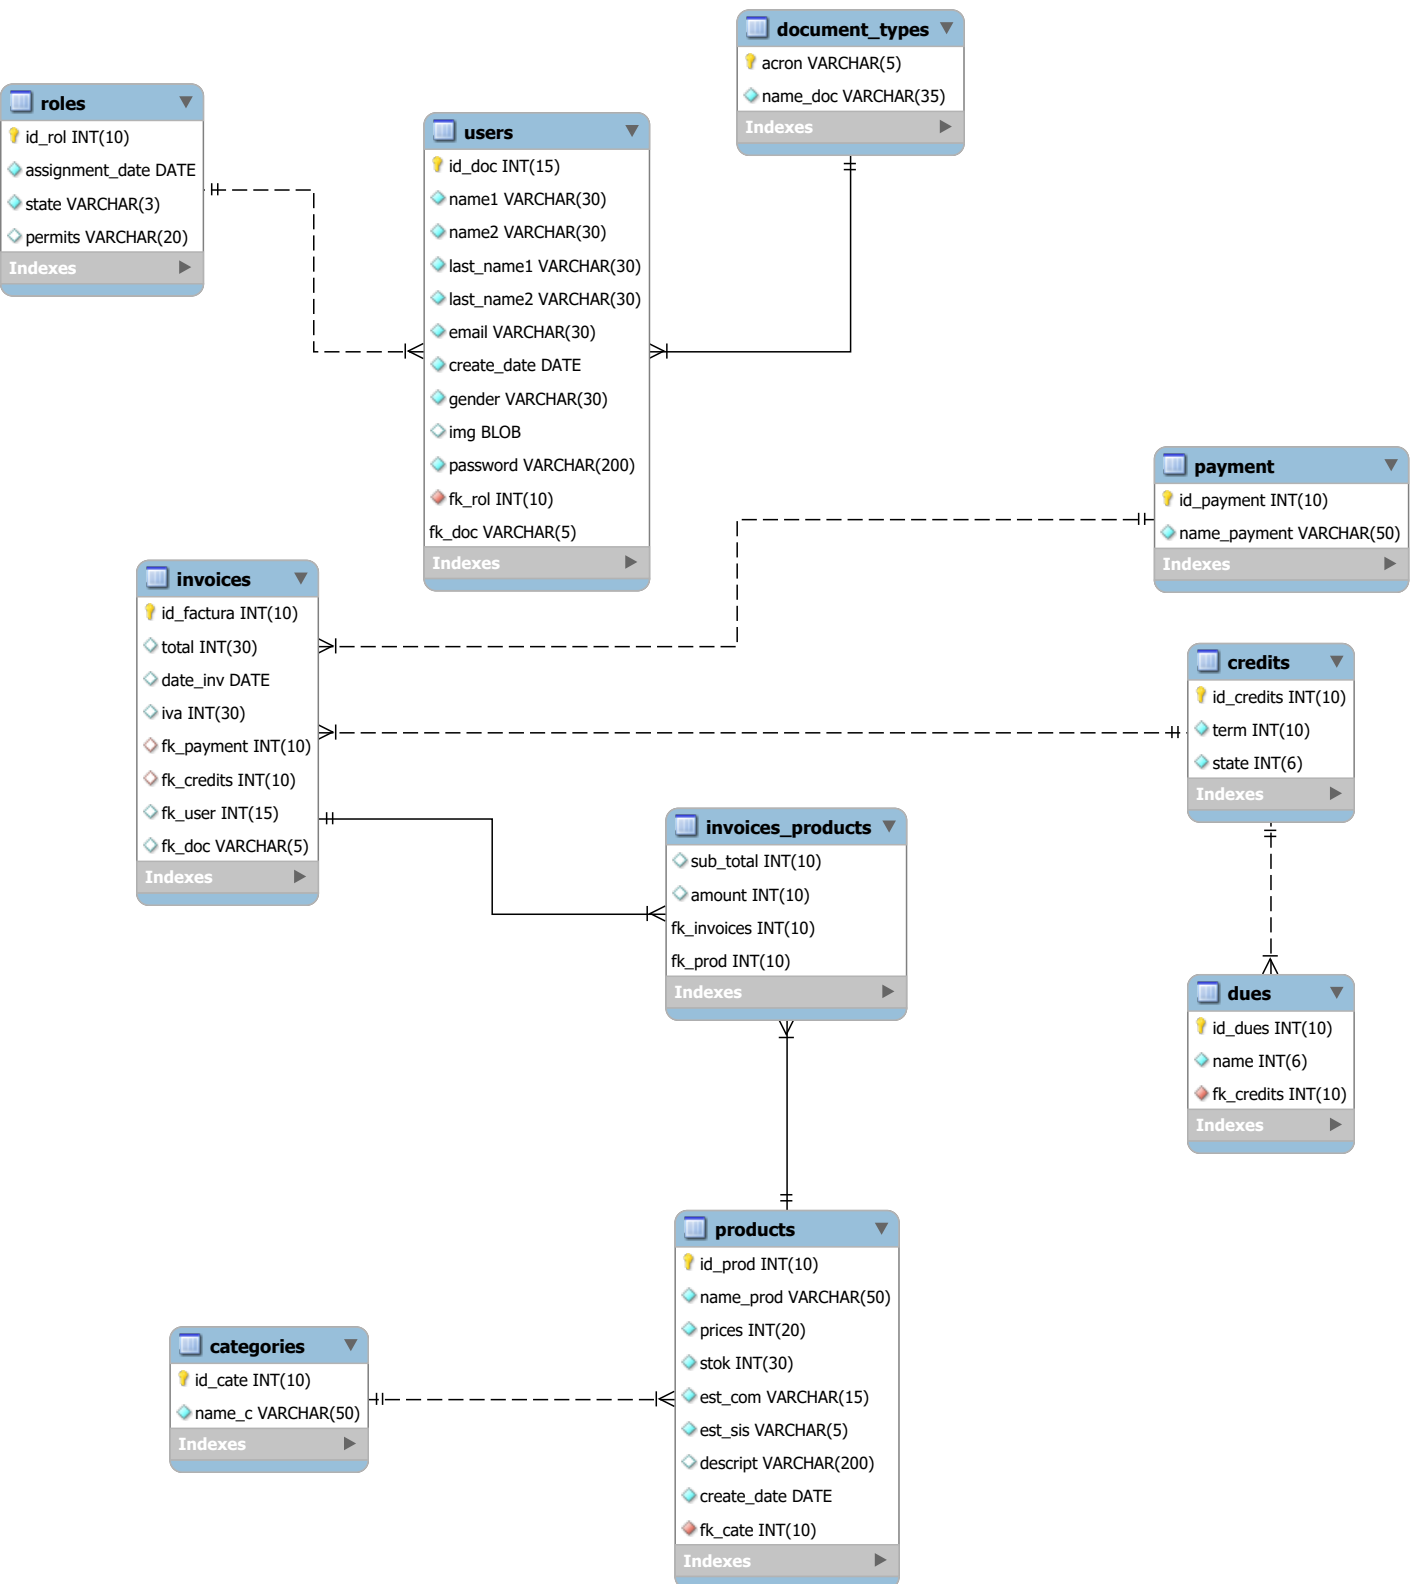 document_types
acron VARCHAR(5)
name_doc VARCHAR(35)
Indexes
roles
id_rol INT(10)
assignment_date DATE
state VARCHAR(3)
permits VARCHAR(20)
Indexes
users
id_doc INT(15)
name1 VARCHAR(30)
name2 VARCHAR(30)
last_name1 VARCHAR(30)
last_name2 VARCHAR(30)
email VARCHAR(30)
create_date DATE
gender VARCHAR(30)
img BLOB
password VARCHAR(200)
fk_rol INT(10)
fk_doc VARCHAR(5)
Indexes
payment
id_payment INT(10)
name_payment VARCHAR(50)
Indexes
invoices
id_factura INT(10)
total INT(30)
date_inv DATE
iva INT(30)
fk_payment INT(10)
fk_credits INT(10)
fk_user INT(15)
fk_doc VARCHAR(5)
Indexes
credits
id_credits INT(10)
term INT(10)
state INT(6)
Indexes
invoices_products
sub_total INT(10)
amount INT(10)
fk_invoices INT(10)
fk_prod INT(10)
Indexes
dues
id_dues INT(10)
name INT(6)
fk_credits INT(10)
Indexes
products
id_prod INT(10)
name_prod VARCHAR(50)
prices INT(20)
stok INT(30)
est_com VARCHAR(15)
est_sis VARCHAR(5)
descript VARCHAR(200)
create_date DATE
fk_cate INT(10)
Indexes
categories
id_cate INT(10)
name_c VARCHAR(50)
Indexes